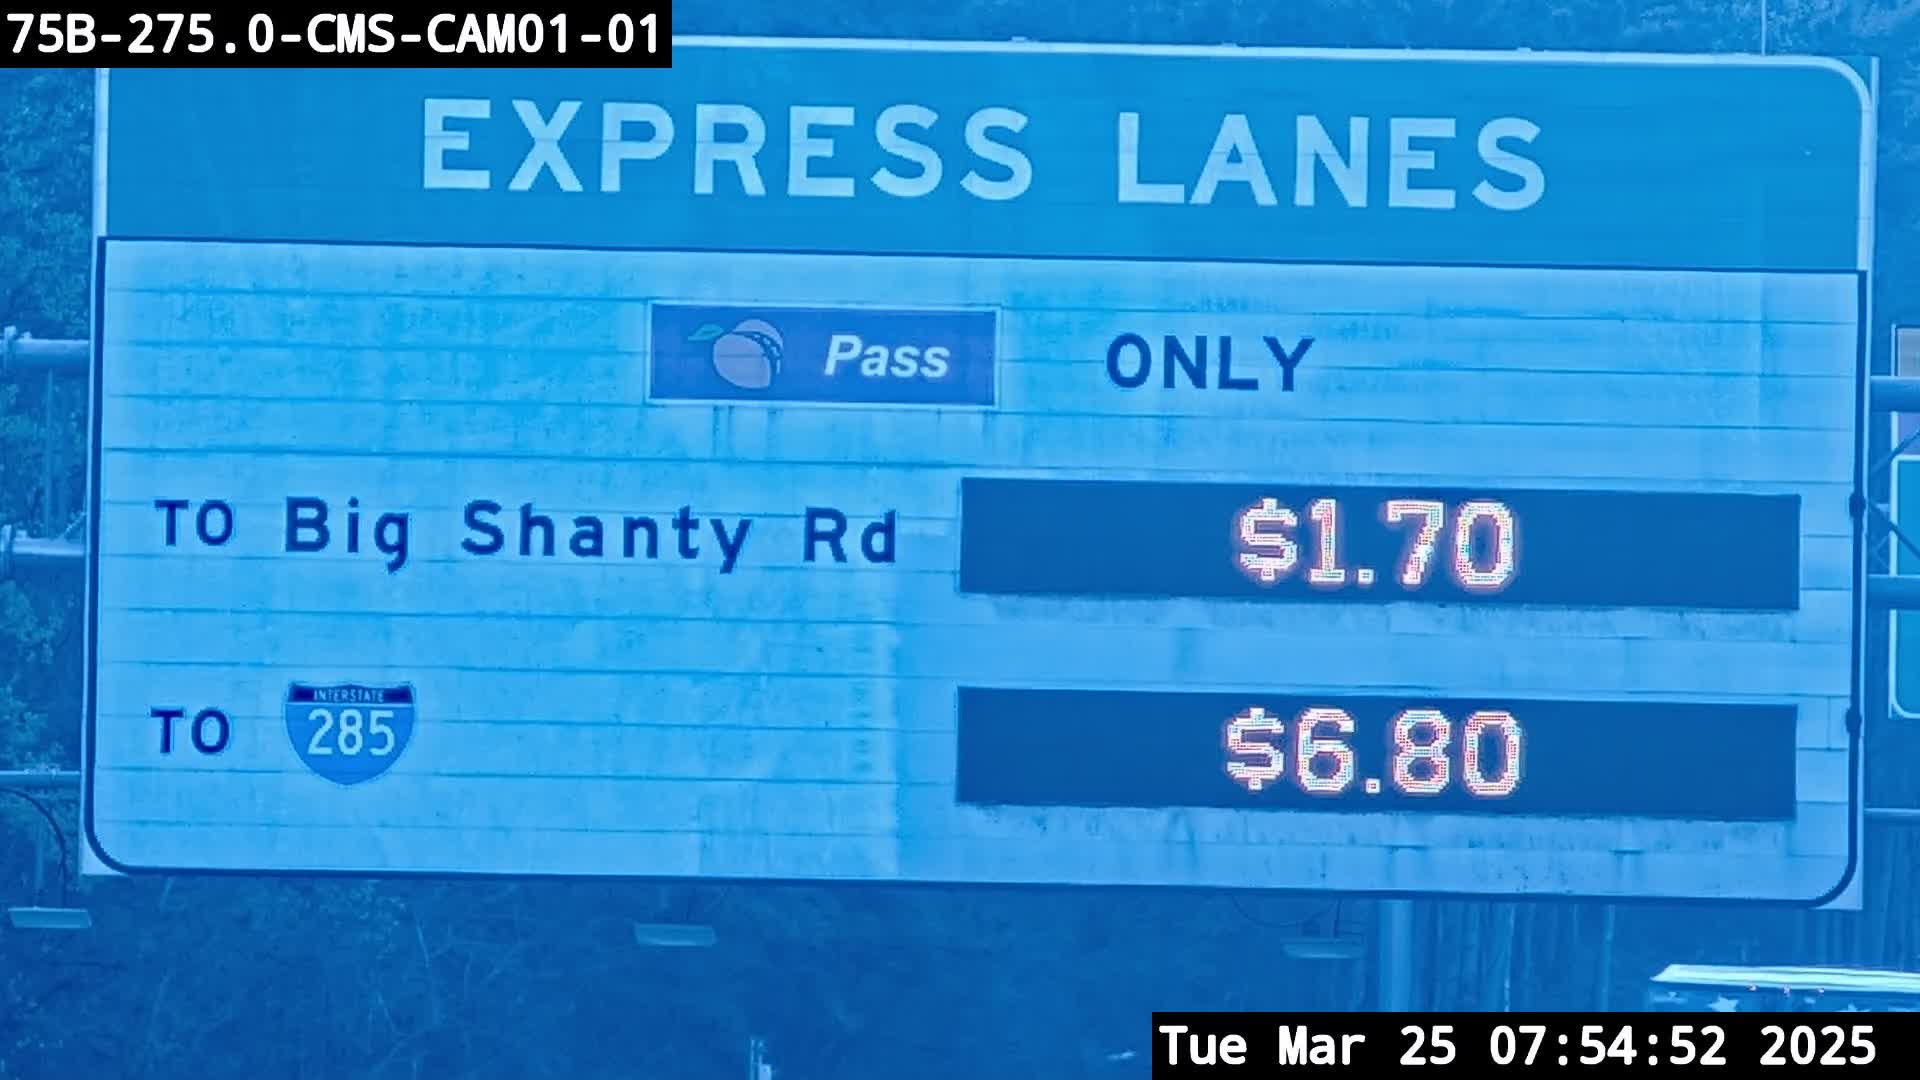 75B-275.0-CMS-CAM01-01
EXPRESS LANES
Pass ONLY
TO Big Shanty Rd $1.70
INTERSTATE
TO 285 $6.80
Tue Mar 25 07:54:52 2025